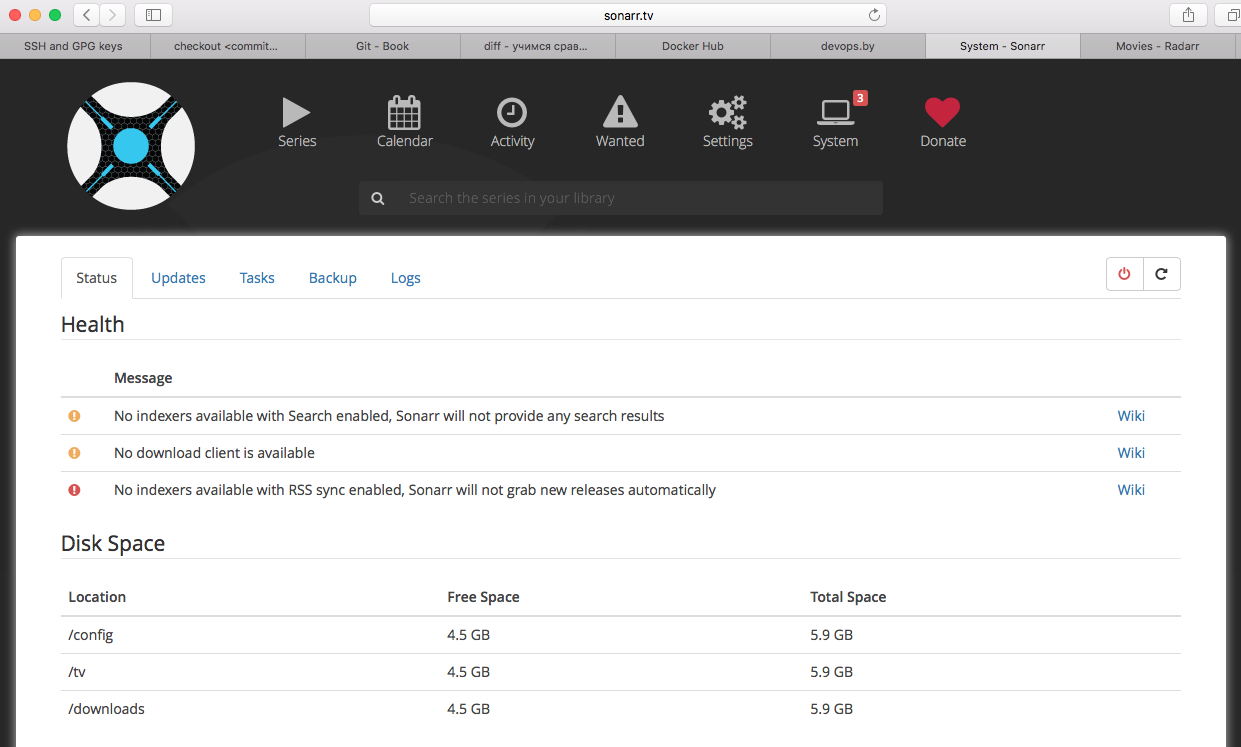 sonarr.tv
SSH and GPG keys
checkout <commit...
Git - Book
diff - учимся срав...
Docker Hub
devops.by
System - Sonarr
Movies - Radarr
3
Series
Calendar
Activity
Wanted
Settings
System
Donate
Search the series in your library
Status
Updates
Tasks
Backup
Logs
Health
Message
No indexers available with Search enabled, Sonarr will not provide any search results Wiki
No download client is available Wiki
No indexers available with RSS sync enabled, Sonarr will not grab new releases automatically Wiki
Disk Space
Location Free Space Total Space
/config 4.5 GB 5.9 GB
/tv 4.5 GB 5.9 GB
/downloads 4.5 GB 5.9 GB